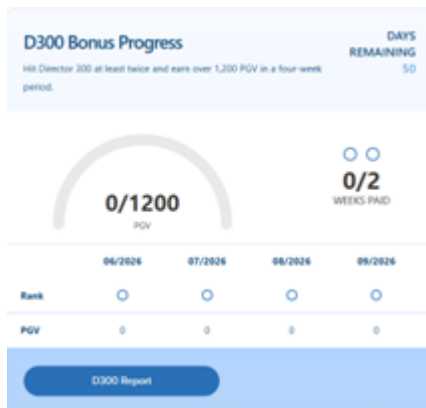 D300 Bonus Progress
Hit Director 300 at least twice and earn over 1,200 PGV in a four-week
period.
DAYS
REMAINING
50
0/1200
PGV
0/2
WEEKS PAID
06/2026 07/2026 08/2026 09/2026
Rank
PGV 0 0 0 0
D300 Report